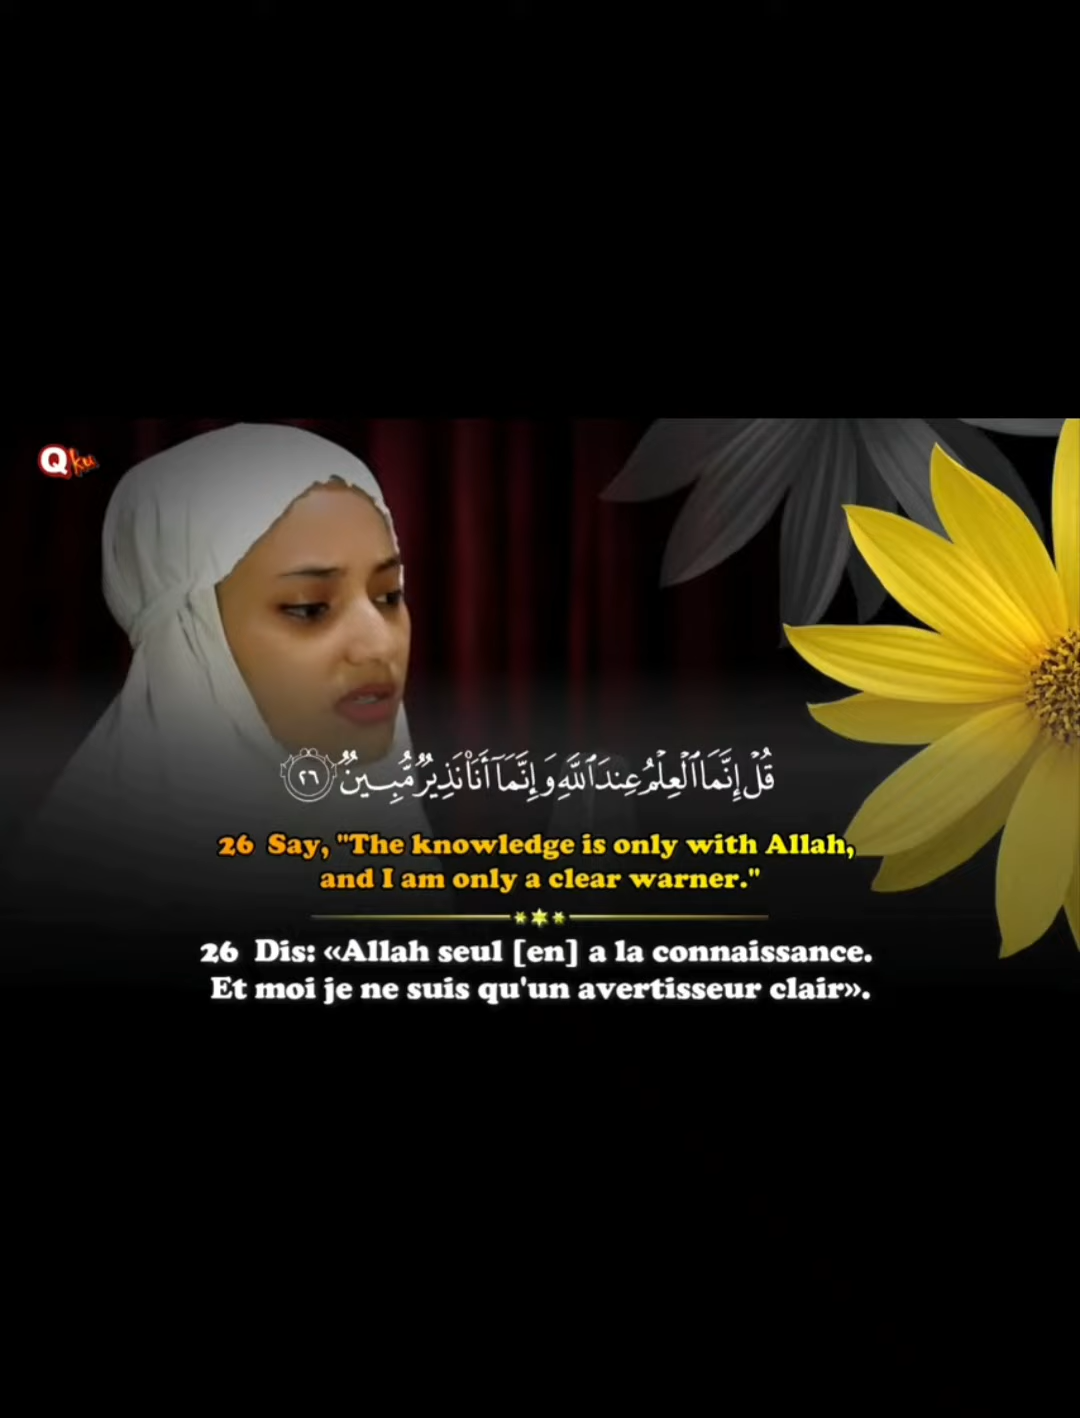 Qku
قُلْ إِنَّمَا ٱلْعِلْمُ عِندَ ٱللَّهِ وَإِنَّمَآ أَنَا۠ نَذِيرٌ مُّبِينٌ ٢٦
26 Say, "The knowledge is only with Allah,
and I am only a clear warner."
26 Dis: «Allah seul [en] a la connaissance.
Et moi je ne suis qu'un avertisseur clair».